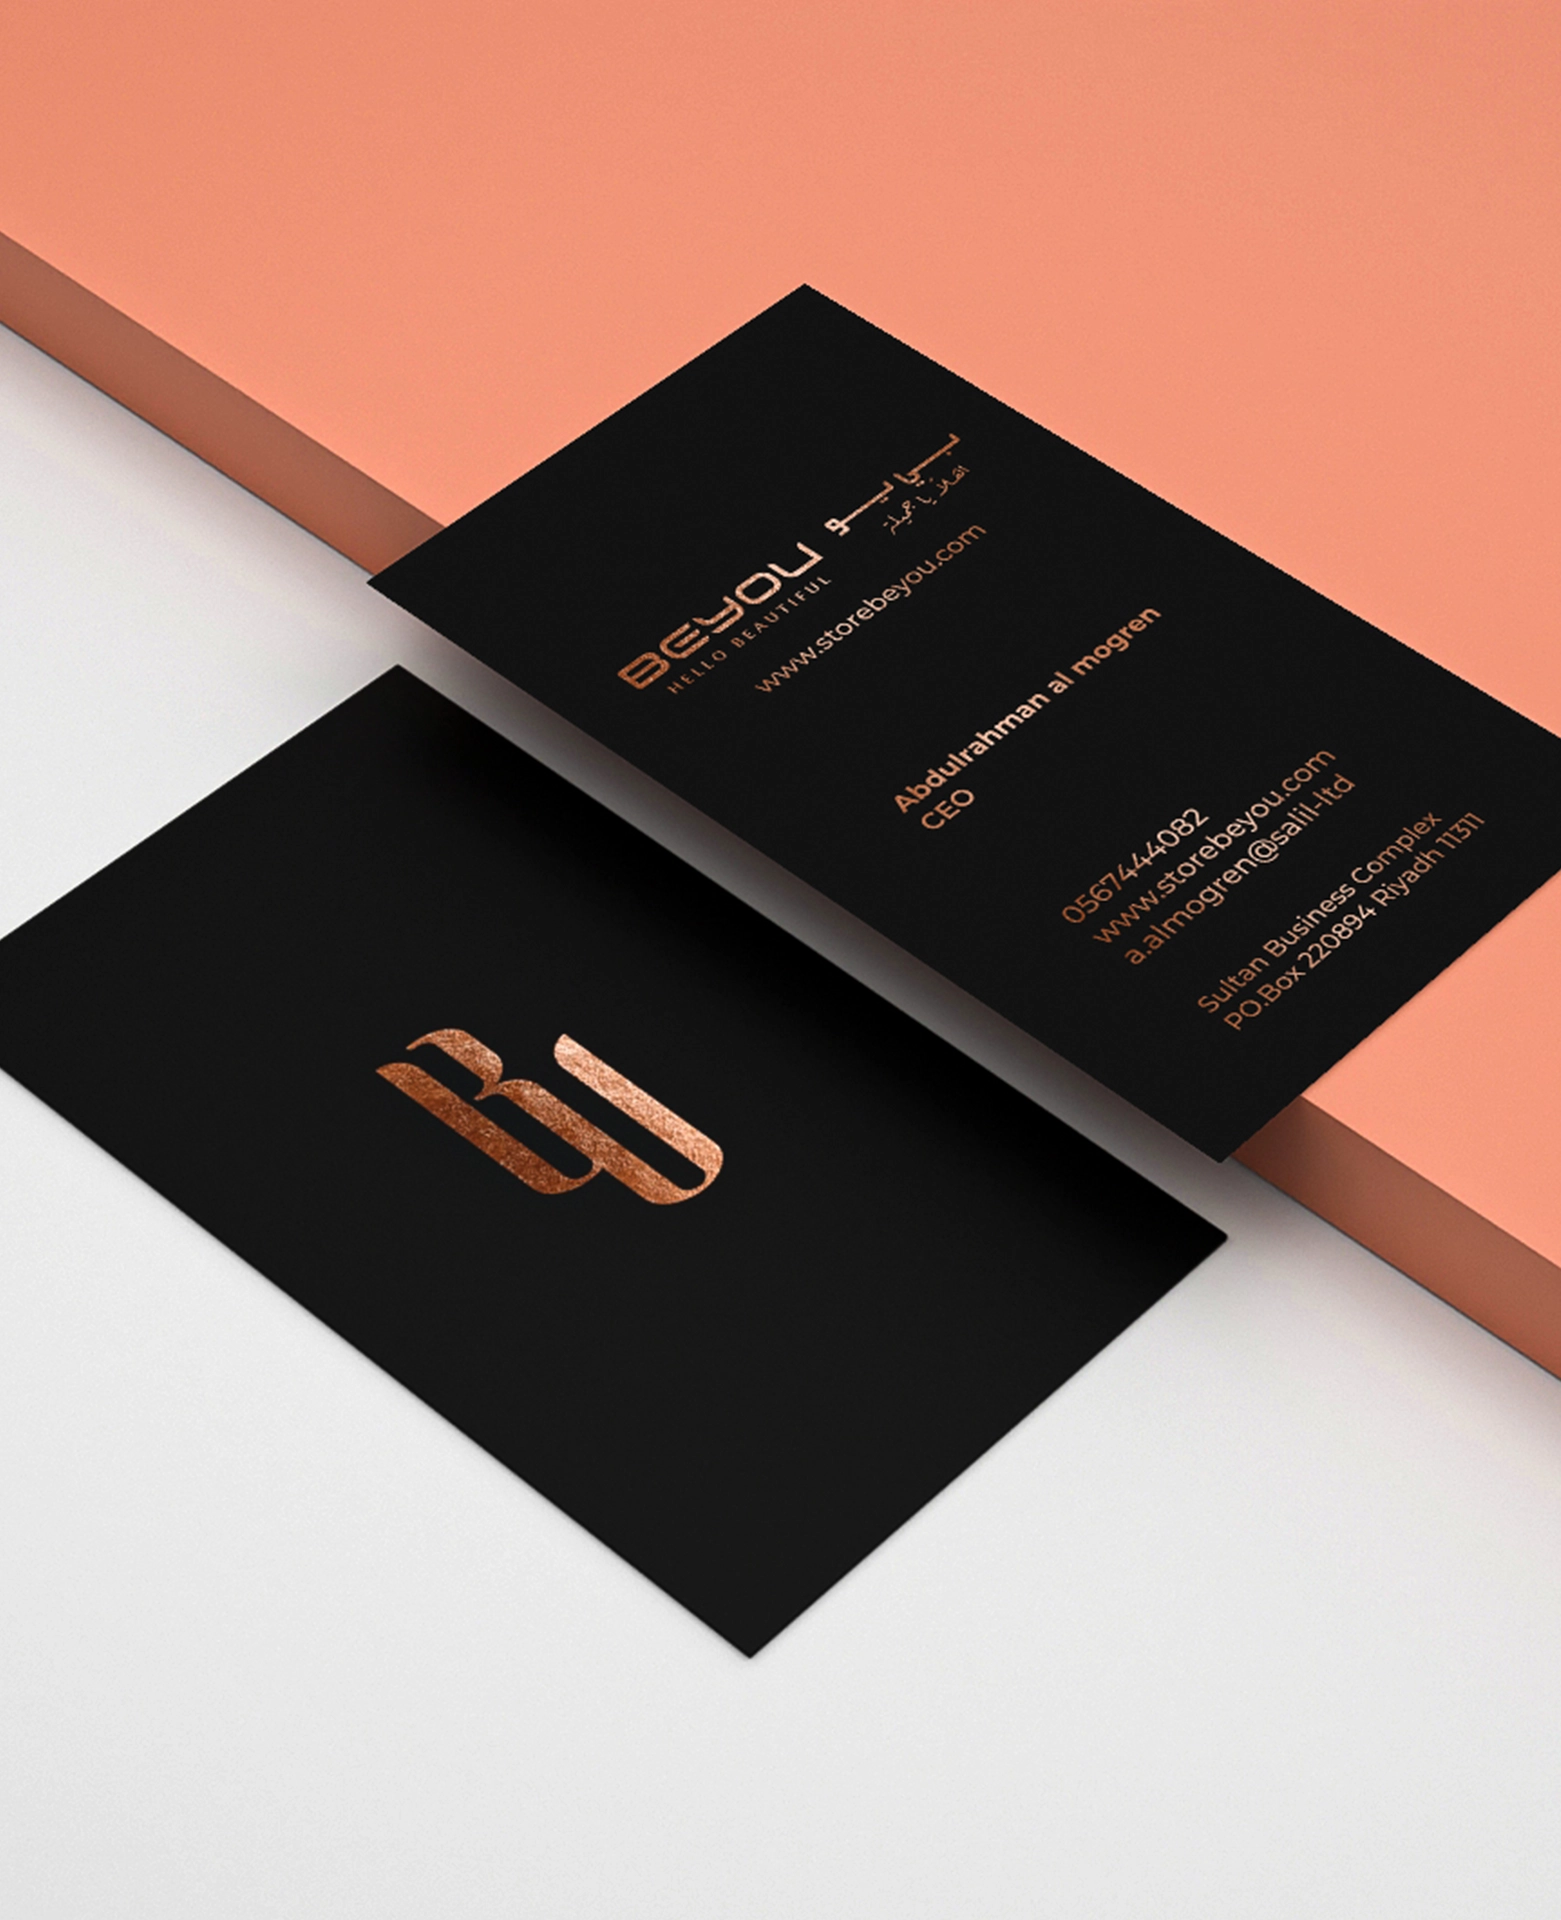 BEYOU بيايو
HELLO BEAUTIFUL
www.storebeyou.com
Abdulrahman al mogren
CEO
0567444082
www.storebeyou.com
a.almogren@salil-ltd
Sultan Business Complex
PO.Box 220894 Riyadh 11311
BU